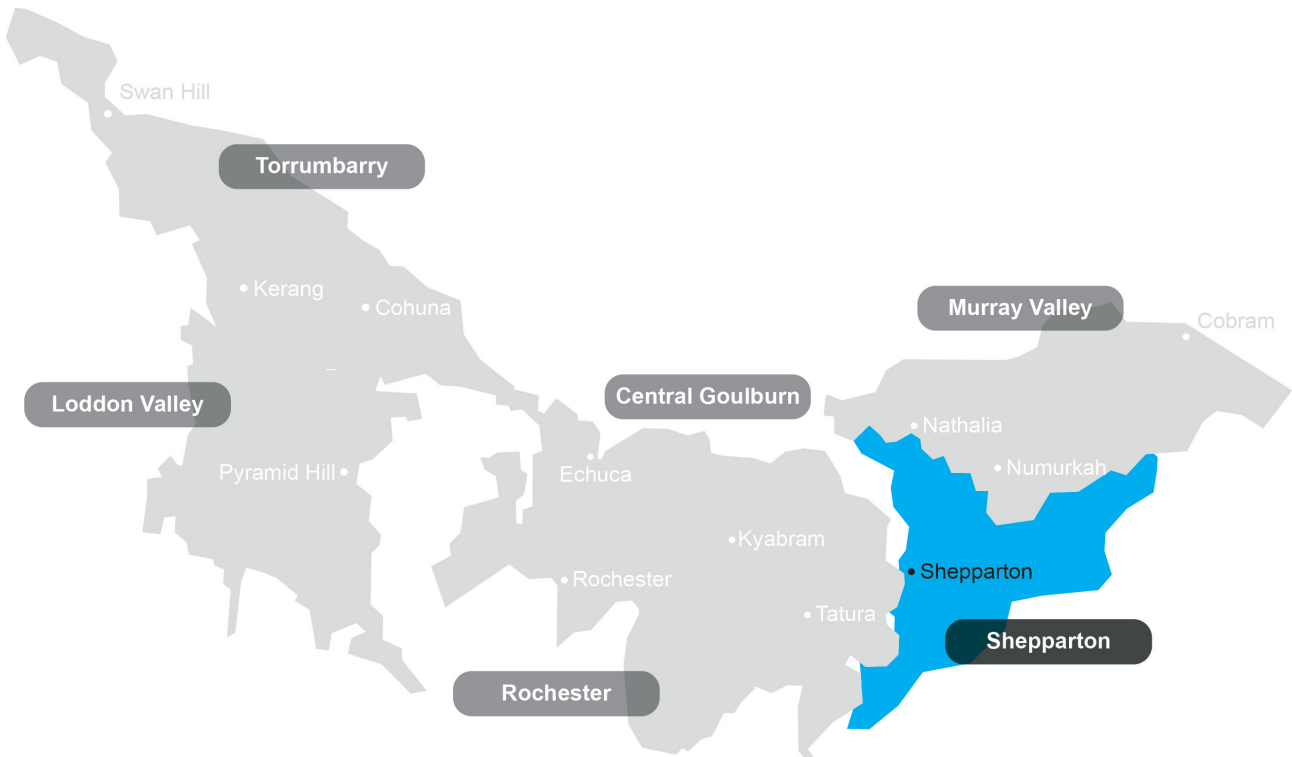 Swan Hill
Torrumbarry
Kerang
Cohuna
Murray Valley
Cobram
Loddon Valley
Central Goulburn
Nathalia
Pyramid Hill
Echuca
Numurkah
Kyabram
Rochester
Shepparton
Tatura
Shepparton
Rochester